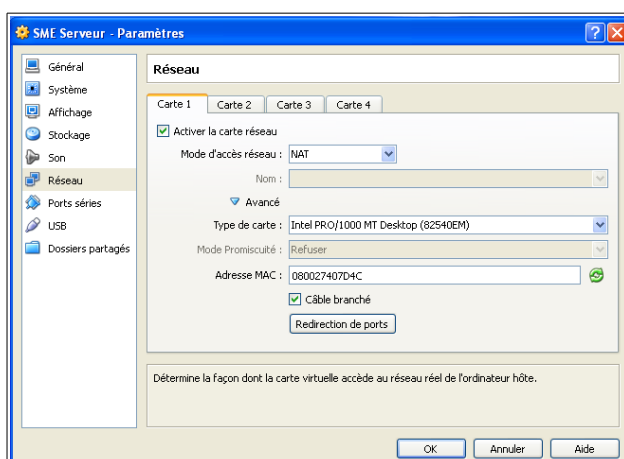 SME Serveur - Paramètres
Général
Système
Affichage
Stockage
Son
Réseau
Ports séries
USB
Dossiers partagés
Réseau
Carte 1 Carte 2 Carte 3 Carte 4
Activer la carte réseau
Mode d'accès réseau : NAT
Nom :
Avancé
Type de carte : Intel PRO/1000 MT Desktop (82540EM)
Mode Promiscuité : Refuser
Adresse MAC : 080027407D4C
Câble branché
Redirection de ports
Détermine la façon dont la carte virtuelle accède au réseau réel de l'ordinateur hôte.
OK Annuler Aide